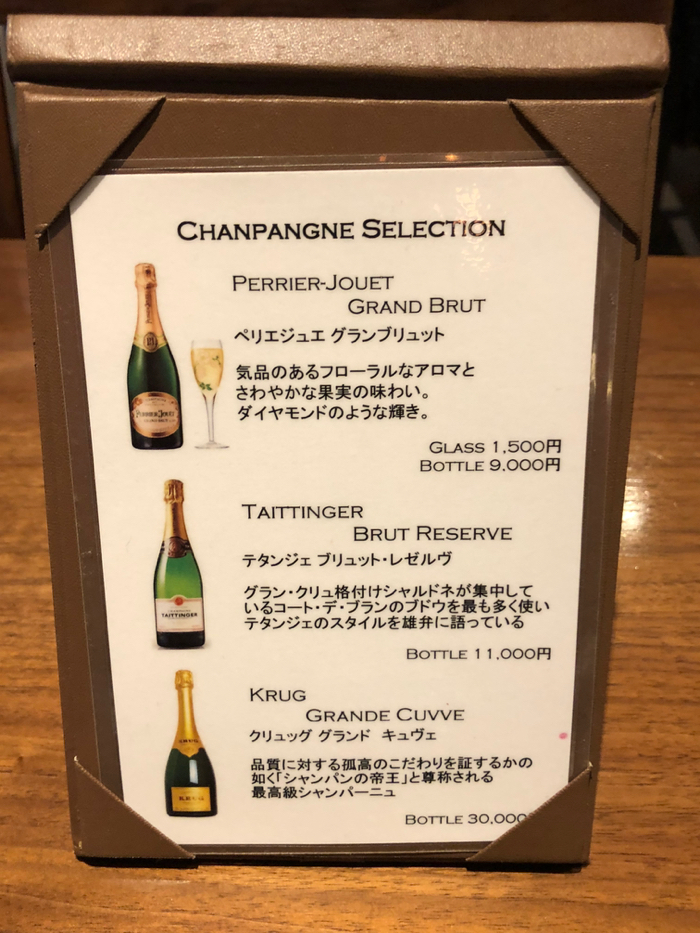 CHANPANGNE SELECTION
PERRIER-JOUET
GRAND BRUT
ペリエジュエ グランブリュット
気品のあるフローラルなアロマと
さわやかな果実の味わい。
ダイヤモンドのような輝き。
GLASS 1,500円
BOTTLE 9,000円
PERRIER-JOUET
TAITTINGER
BRUT RESERVE
テタンジェ ブリュット・レゼルヴ
グラン・クリュ格付けシャルドネが集中して
いるコート・デ・ブランのブドウを最も多く使い
テタンジェのスタイルを雄弁に語っている
BOTTLE 11,000円
TAITTINGER
KRUG
GRANDE CUVVE
クリュッグ グランド キュヴェ
品質に対する孤高のこだわりを証するかの
如く「シャンパンの帝王」と尊称される
最高級シャンパーニュ
BOTTLE 30,000